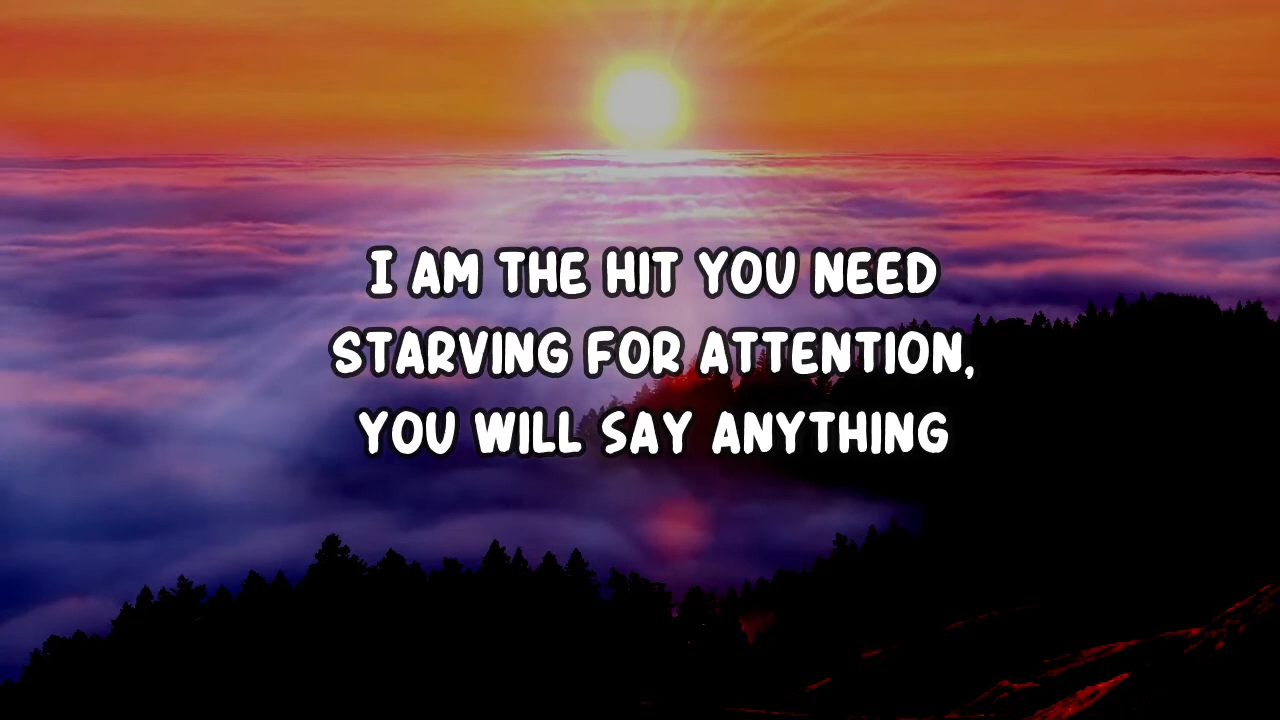 I AM THE HIT YOU NEED
STARVING FOR ATTENTION,
YOU WILL SAY ANYTHING